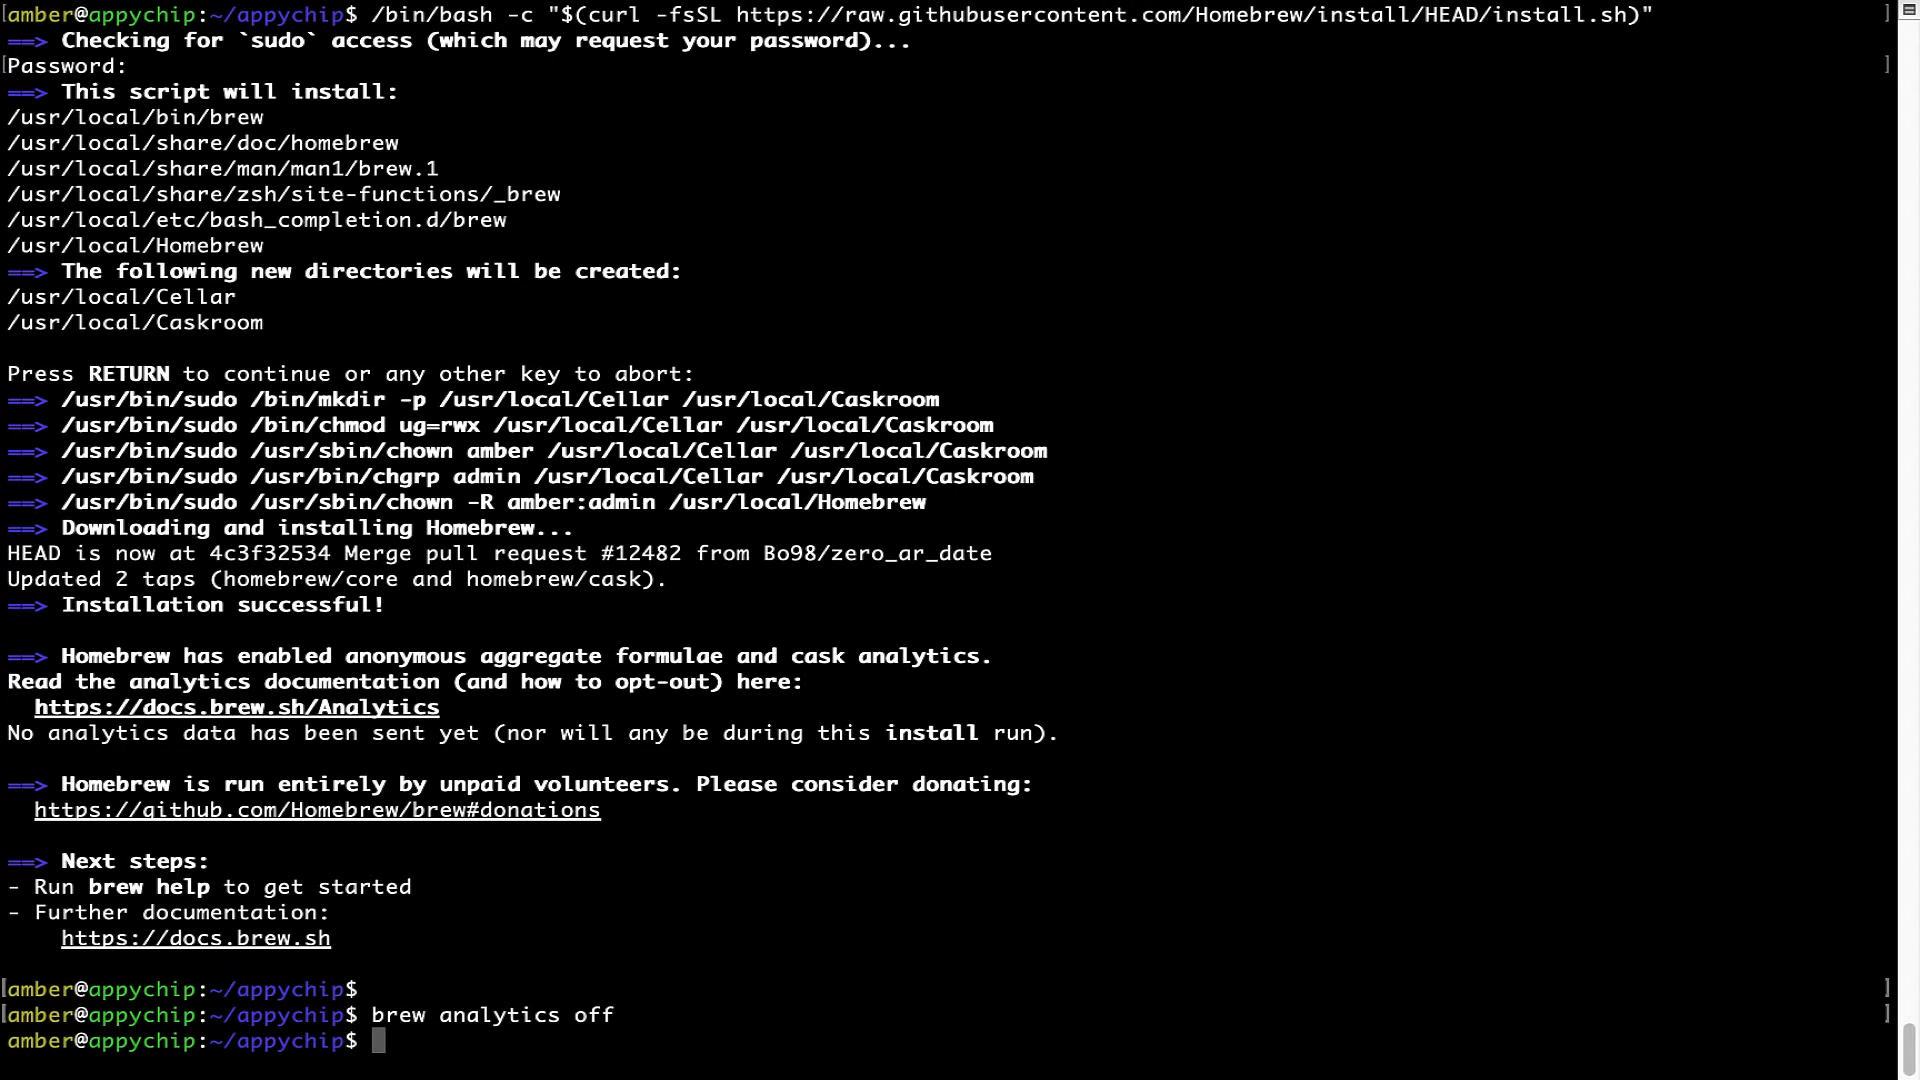 [amber@appychip:~/appychip$ /bin/bash -c "$(curl -fsSL https://raw.githubusercontent.com/Homebrew/install/HEAD/install.sh)" ]
==> Checking for `sudo` access (which may request your password)...
[Password: ]
==> This script will install:
/usr/local/bin/brew
/usr/local/share/doc/homebrew
/usr/local/share/man/man1/brew.1
/usr/local/share/zsh/site-functions/_brew
/usr/local/etc/bash_completion.d/brew
/usr/local/Homebrew
==> The following new directories will be created:
/usr/local/Cellar
/usr/local/Caskroom

Press RETURN to continue or any other key to abort:
==> /usr/bin/sudo /bin/mkdir -p /usr/local/Cellar /usr/local/Caskroom
==> /usr/bin/sudo /bin/chmod ug=rwx /usr/local/Cellar /usr/local/Caskroom
==> /usr/bin/sudo /usr/sbin/chown amber /usr/local/Cellar /usr/local/Caskroom
==> /usr/bin/sudo /usr/bin/chgrp admin /usr/local/Cellar /usr/local/Caskroom
==> /usr/bin/sudo /usr/sbin/chown -R amber:admin /usr/local/Homebrew
==> Downloading and installing Homebrew...
HEAD is now at 4c3f32534 Merge pull request #12482 from Bo98/zero_ar_date
Updated 2 taps (homebrew/core and homebrew/cask).
==> Installation successful!

==> Homebrew has enabled anonymous aggregate formulae and cask analytics.
Read the analytics documentation (and how to opt-out) here:
  https://docs.brew.sh/Analytics
No analytics data has been sent yet (nor will any be during this install run).

==> Homebrew is run entirely by unpaid volunteers. Please consider donating:
  https://github.com/Homebrew/brew#donations

==> Next steps:
- Run brew help to get started
- Further documentation:
    https://docs.brew.sh

[amber@appychip:~/appychip$ ]
[amber@appychip:~/appychip$ brew analytics off ]
amber@appychip:~/appychip$